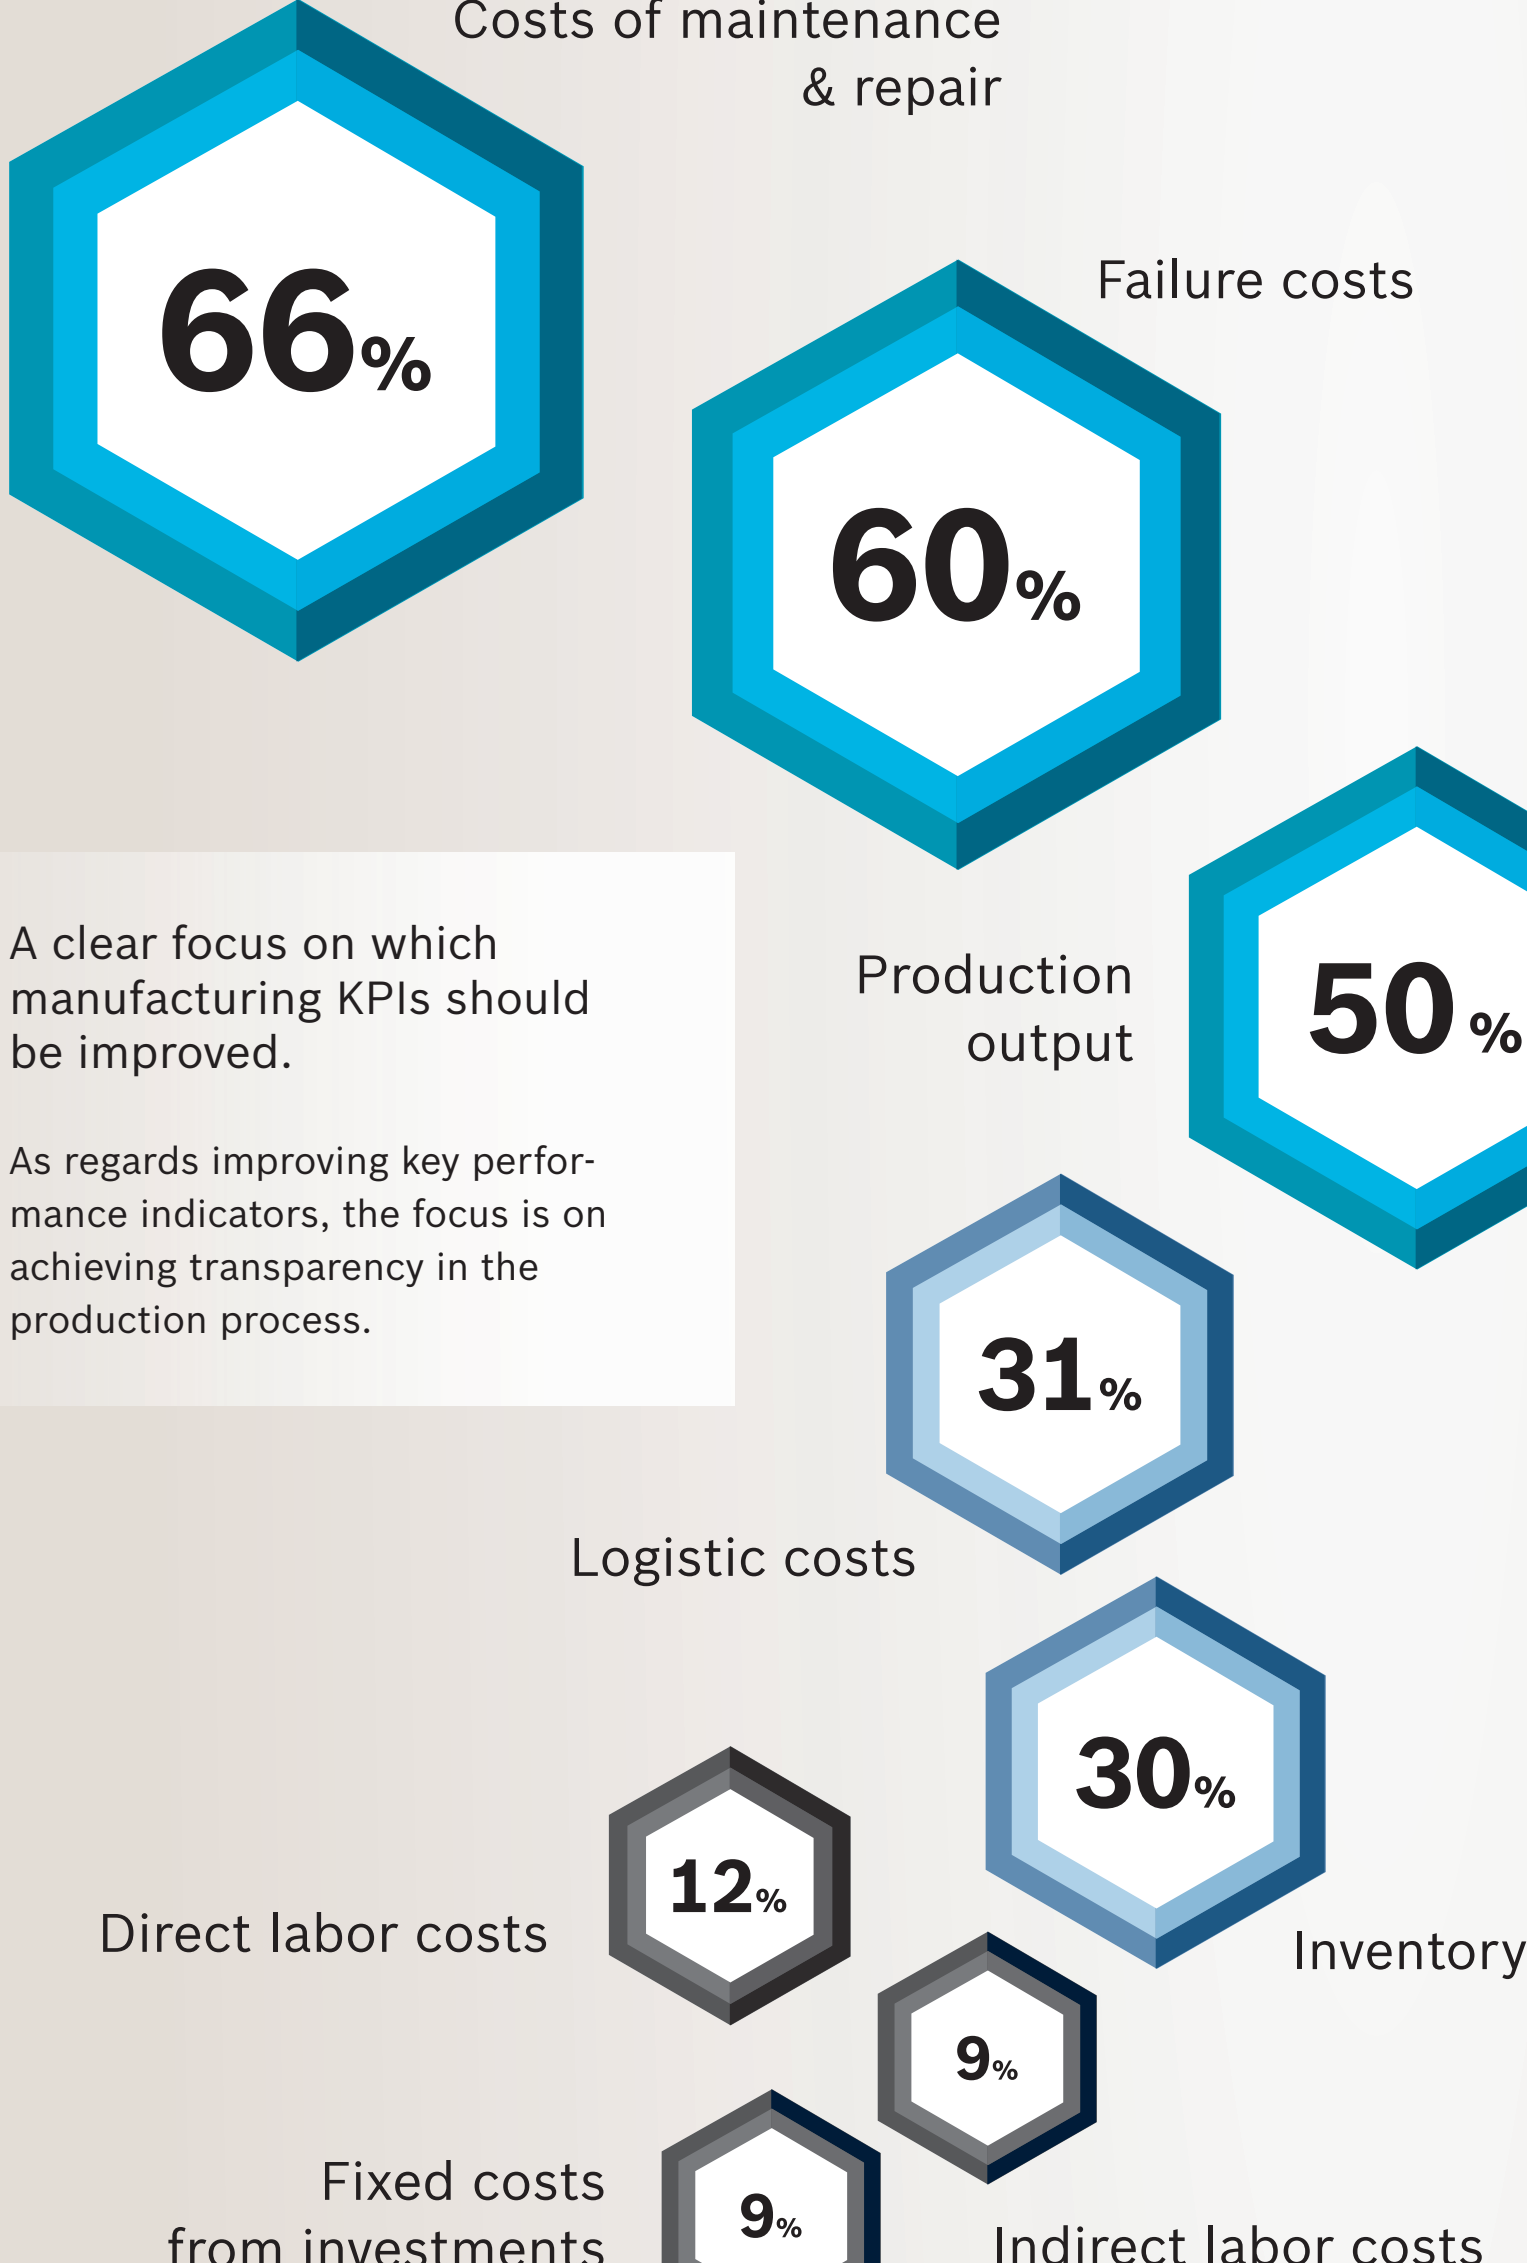 Costs of maintenance
& repair
66%
Failure costs
60%
Production
output
50 %
A clear focus on which
manufacturing KPIs should
be improved.
As regards improving key perfor-
mance indicators, the focus is on
achieving transparency in the
production process.
31%
Logistic costs
30%
Inventory
12%
Direct labor costs
9%
Indirect labor costs
9%
Fixed costs
from investments